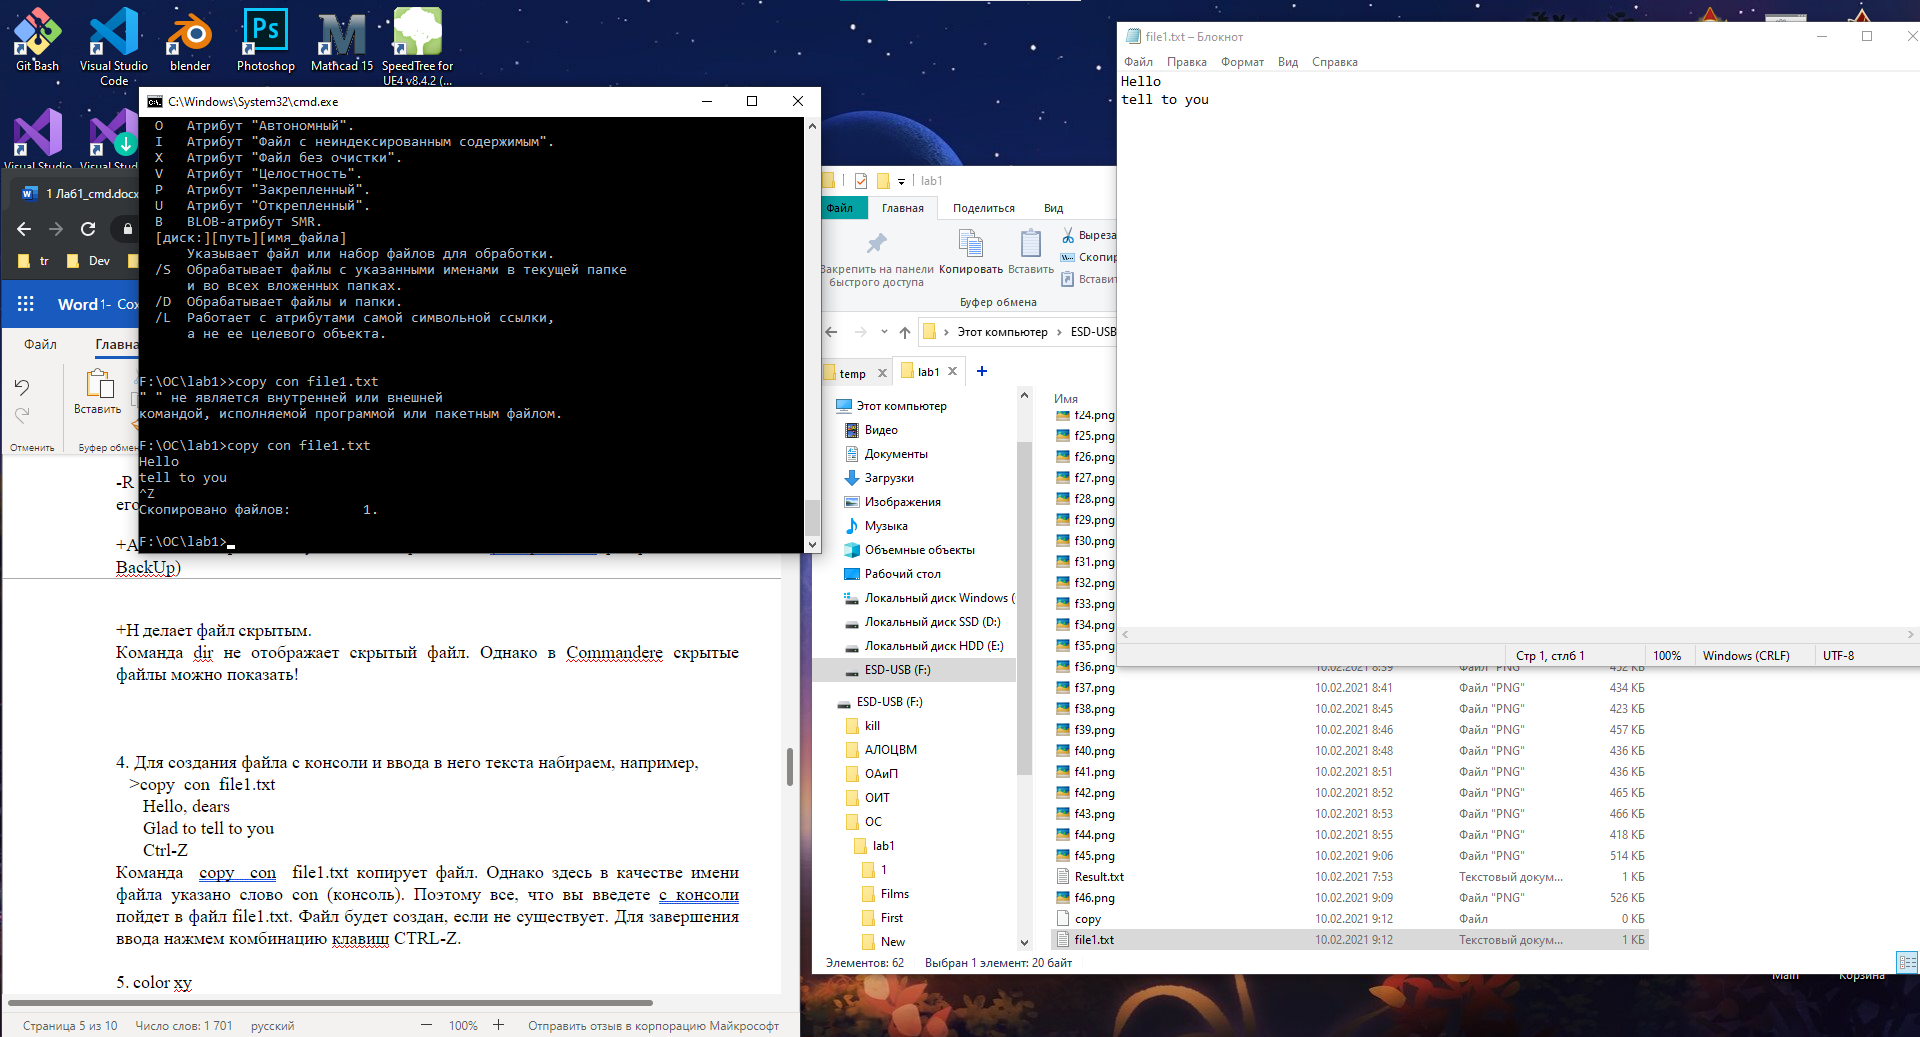 Git Bash
Visual Studio Code
blender
Photoshop
Mathcad 15
SpeedTree for UE4 v8.4.2 (...
Visual Studio
C:\Windows\System32\cmd.exe
O Атрибут "Автономный".
I Атрибут "Файл с неиндексированным содержимым".
X Атрибут "Файл без очистки".
V Атрибут "Целостность".
P Атрибут "Закрепленный".
U Атрибут "Открепленный".
B BLOB-атрибут SMR.
[диск:][путь][имя_файла]
Указывает файл или набор файлов для обработки.
/S Обрабатывает файлы с указанными именами в текущей папке
и во всех вложенных папках.
/D Обрабатывает файлы и папки.
/L Работает с атрибутами самой символьной ссылки,
а не ее целевого объекта.
F:\OC\lab1>>copy con file1.txt
" " не является внутренней или внешней
командой, исполняемой программой или пакетным файлом.
F:\OC\lab1>copy con file1.txt
Hello
tell to you
^Z
Скопировано файлов: 1.
F:\OC\lab1>
1 Лаб1_cmd.docx
tr
Dev
Word
1-
Файл
Вставить
Отменить
-R
BackUp)
+H делает файл скрытым.
Команда dir не отображает скрытый файл. Однако в Commandere скрытые
файлы можно показать!
4. Для создания файла с консоли и ввода в него текста набираем, например,
>copy con file1.txt
Hello, dears
Glad to tell to you
Ctrl-Z
Команда copy con file1.txt копирует файл. Однако здесь в качестве имени
файла указано слово con (консоль). Поэтому все, что вы введете с консоли
пойдет в файл file1.txt. Файл будет создан, если не существует. Для завершения
ввода нажмем комбинацию клавиш CTRL-Z.
5. color xy
Страница 5 из 10 Число слов: 1 701 русский 100% Отправить отзыв в корпорацию Майкрософт
lab1
Файл Главная Поделиться Вид
Закрепить на панели быстрого доступа
Копировать
Вставить
Буфер обмена
Этот компьютер > ESD-USB
temp
lab1
Этот компьютер
Видео
Документы
Загрузки
Изображения
Музыка
Объемные объекты
Рабочий стол
Локальный диск Windows (
Локальный диск SSD (D:)
Локальный диск HDD (E:)
ESD-USB (F:)
ESD-USB (F:)
kill
АЛОЦВМ
ОАиП
ОИТ
ОС
lab1
1
Films
First
New
Имя
f24.png
f25.png
f26.png
f27.png
f28.png
f29.png
f30.png
f31.png
f32.png
f33.png
f34.png
f35.png
f36.png 10.02.2021 8:39 Файл "PNG" 452 КБ
f37.png 10.02.2021 8:41 Файл "PNG" 434 КБ
f38.png 10.02.2021 8:45 Файл "PNG" 423 КБ
f39.png 10.02.2021 8:46 Файл "PNG" 457 КБ
f40.png 10.02.2021 8:48 Файл "PNG" 436 КБ
f41.png 10.02.2021 8:51 Файл "PNG" 436 КБ
f42.png 10.02.2021 8:52 Файл "PNG" 465 КБ
f43.png 10.02.2021 8:53 Файл "PNG" 466 КБ
f44.png 10.02.2021 8:55 Файл "PNG" 418 КБ
f45.png 10.02.2021 9:06 Файл "PNG" 514 КБ
Result.txt 10.02.2021 7:53 Текстовый докум... 1 КБ
f46.png 10.02.2021 9:09 Файл "PNG" 526 КБ
copy 10.02.2021 9:12 Файл 0 КБ
file1.txt 10.02.2021 9:12 Текстовый докум... 1 КБ
Элементов: 62 Выбран 1 элемент: 20 байт
file1.txt – Блокнот
Файл Правка Формат Вид Справка
Hello
tell to you
Стр 1, стлб 1 100% Windows (CRLF) UTF-8
Main
Корзина